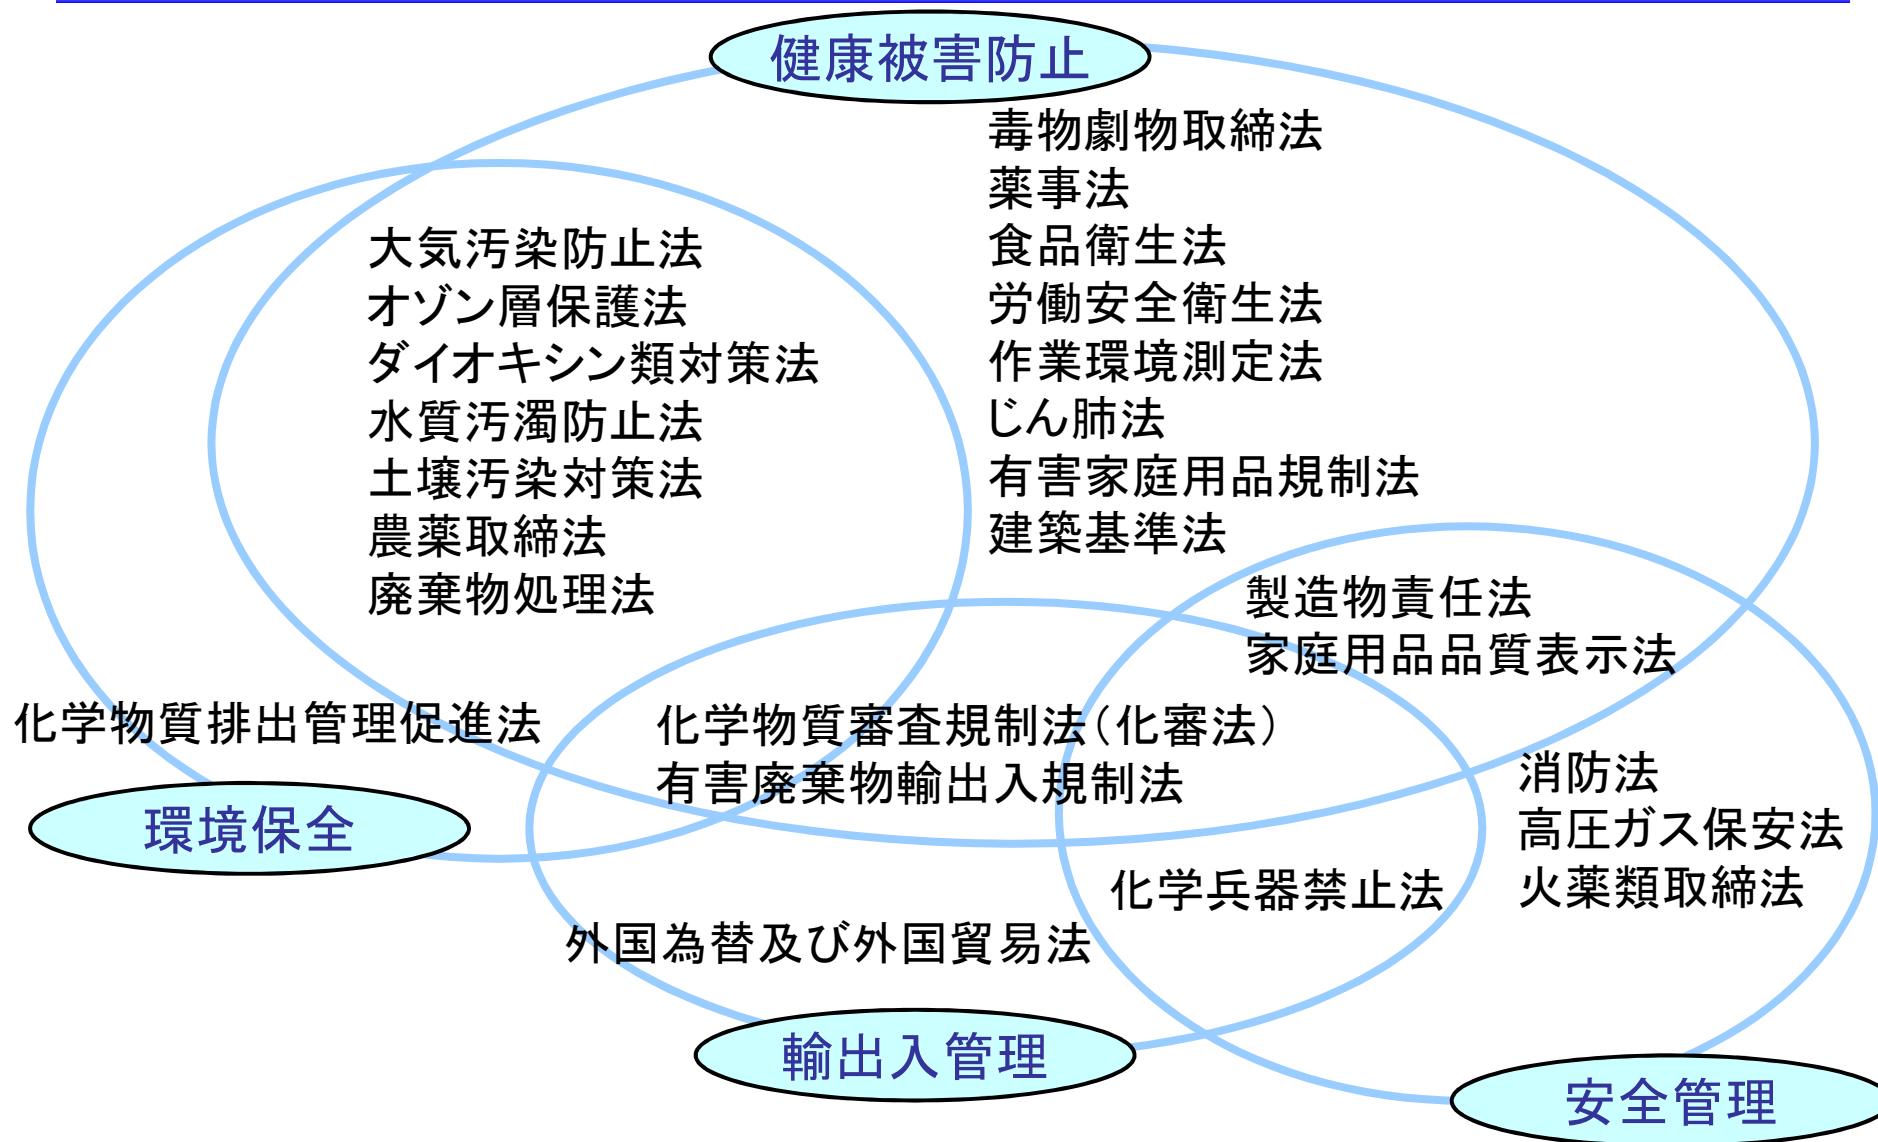 健康被害防止
毒物劇物取締法
薬事法
食品衛生法
労働安全衛生法
作業環境測定法
じん肺法
有害家庭用品規制法
建築基準法
大気汚染防止法
オゾン層保護法
ダイオキシン類対策法
水質汚濁防止法
土壌汚染対策法
農薬取締法
廃棄物処理法
製造物責任法
家庭用品品質表示法
化学物質排出管理促進法
化学物質審査規制法(化審法)
有害廃棄物輸出入規制法
消防法
高圧ガス保安法
火薬類取締法
環境保全
化学兵器禁止法
外国為替及び外国貿易法
輸出入管理
安全管理